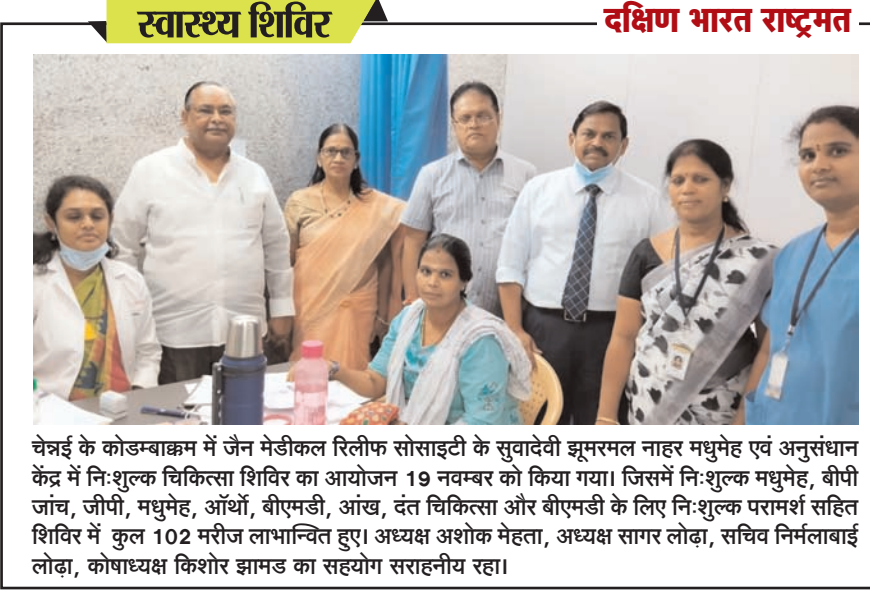 स्वास्थ्य शिविर
दक्षिण भारत राष्ट्रमत
चेन्नई के कोडम्बाक्कम में जैन मेडीकल रिलीफ सोसाइटी के सुवादेवी झूमरमल नाहर मधुमेह एवं अनुसंधान
केंद्र में निःशुल्क चिकित्सा शिविर का आयोजन 19 नवम्बर को किया गया। जिसमें निःशुल्क मधुमेह, बीपी
जांच, जीपी, मधुमेह, ऑर्थो, बीएमडी, आंख, दंत चिकित्सा और बीएमडी के लिए निःशुल्क परामर्श सहित
शिविर में कुल 102 मरीज लाभान्वित हुए। अध्यक्ष अशोक मेहता, अध्यक्ष सागर लोढ़ा, सचिव निर्मलाबाई
लोढ़ा, कोषाध्यक्ष किशोर झामड का सहयोग सराहनीय रहा।